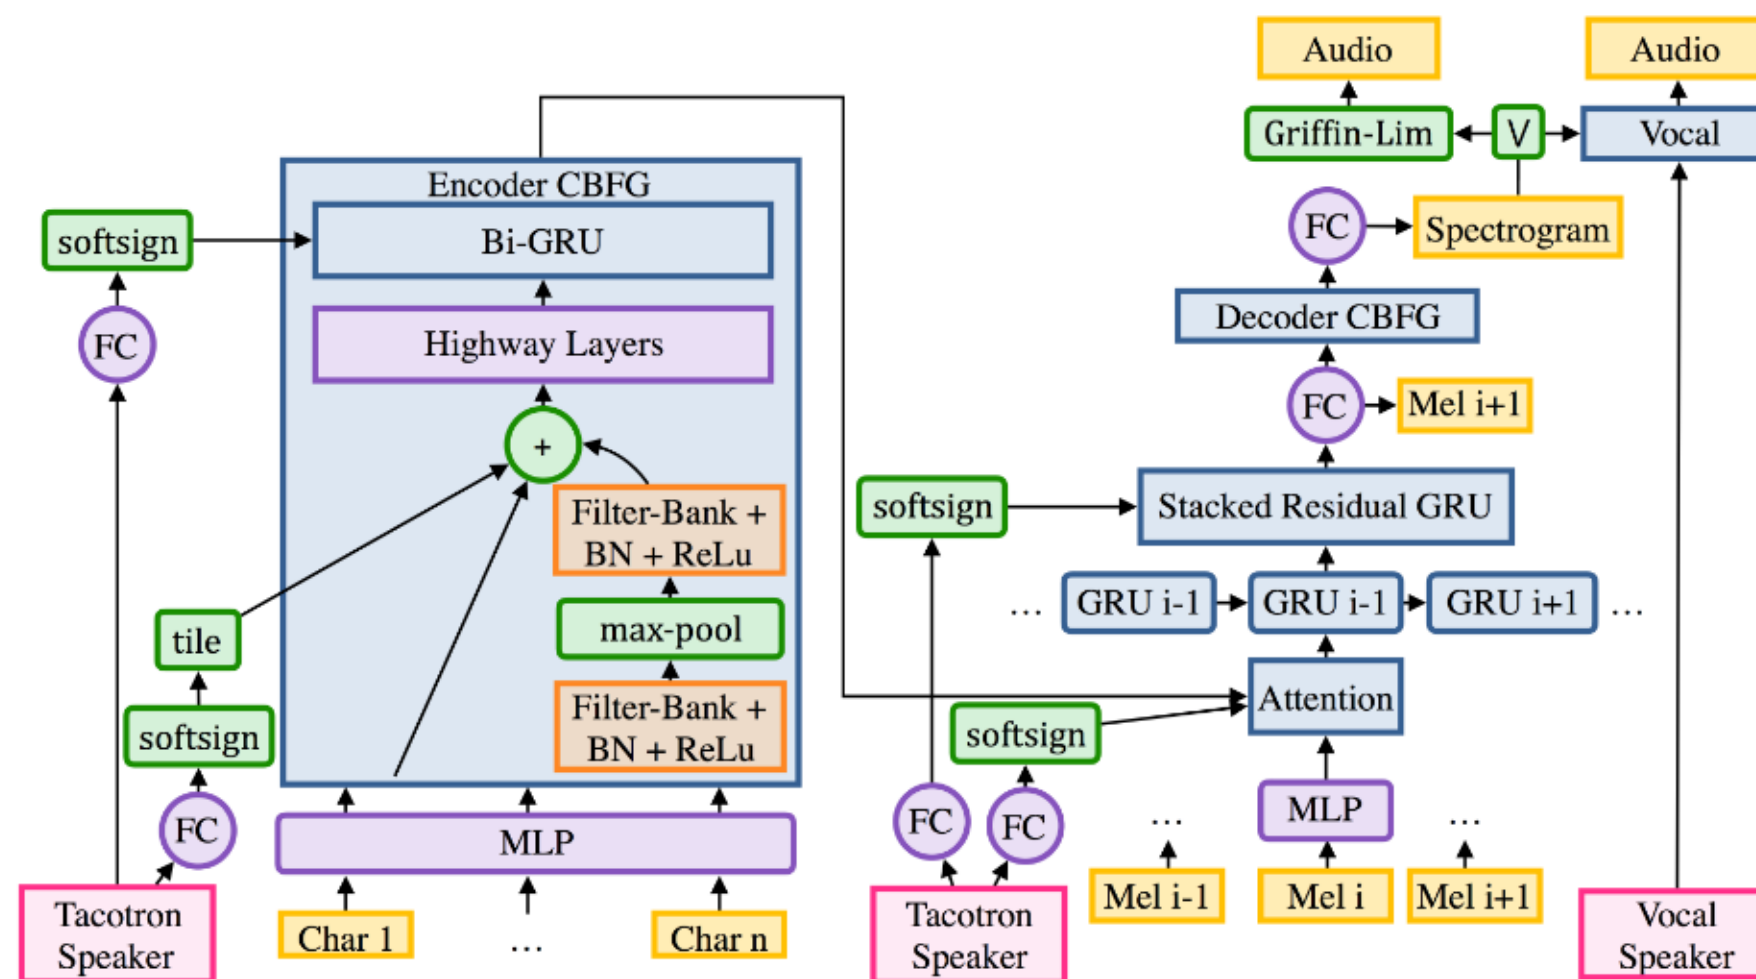 Audio
Audio
Griffin-Lim
V
Vocal
Encoder CBFG
softsign
Bi-GRU
FC
Spectrogram
FC
Highway Layers
Decoder CBFG
+
FC
Mel i+1
Filter-Bank +
BN + ReLu
softsign
Stacked Residual GRU
...
GRU i-1
GRU i-1
GRU i+1
...
tile
max-pool
softsign
Filter-Bank +
BN + ReLu
Attention
softsign
FC
MLP
FC
FC
...
MLP
...
Tacotron
Speaker
Char 1
...
Char n
Tacotron
Speaker
Mel i-1
Mel i
Mel i+1
Vocal
Speaker